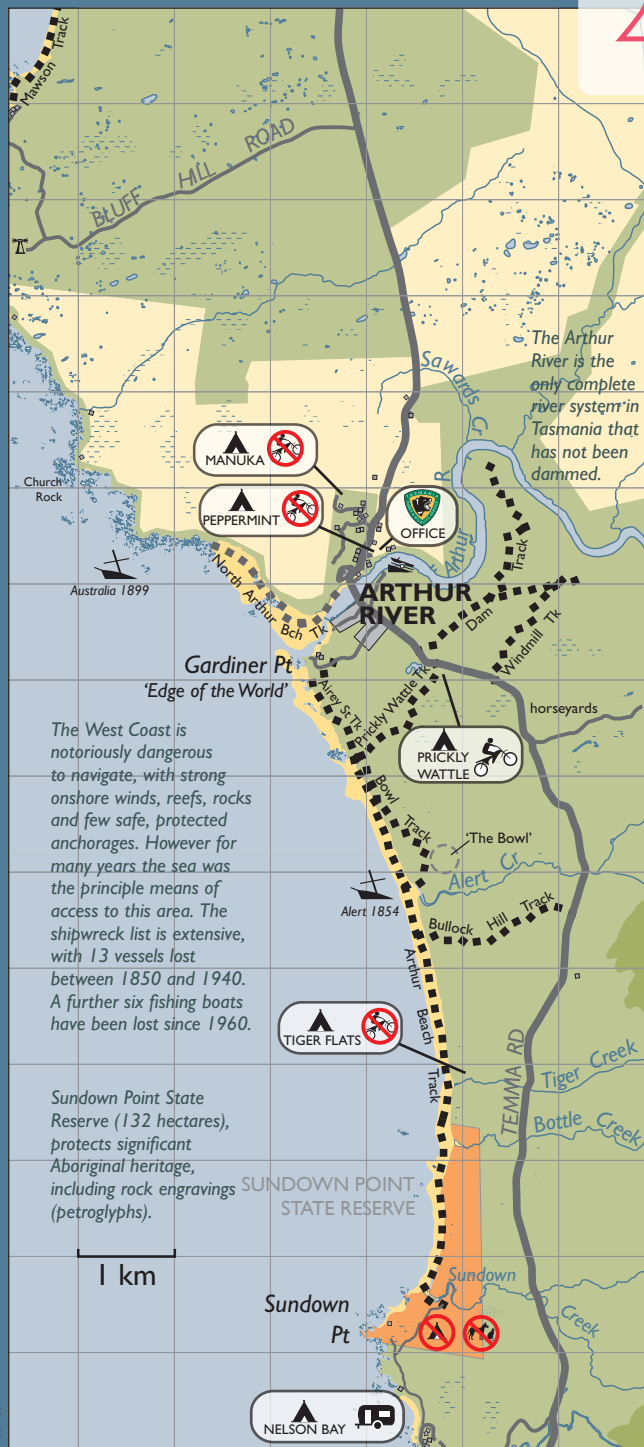 Mawson Track
BLUFF HILL ROAD
The Arthur
River is the
only complete
river system in
Tasmania that
has not been
dammed.
Sawards Cr
MANUKA
PEPPERMINT
OFFICE
Church
Rock
Australia 1899
Arthur R
ARTHUR
RIVER
North Arthur Bch Tk
Dam Track
Windmill Tk
Gardiner Pt
'Edge of the World'
Airey St Tk
Prickly Wattle Tk
horseyards
PRICKLY
WATTLE
The West Coast is
notoriously dangerous
to navigate, with strong
onshore winds, reefs, rocks
and few safe, protected
anchorages. However for
many years the sea was
the principle means of
access to this area. The
shipwreck list is extensive,
with 13 vessels lost
between 1850 and 1940.
A further six fishing boats
have been lost since 1960.
Bowl Track
'The Bowl'
Alert Cr
Alert 1854
Bullock Hill Track
Arthur Beach Track
TIGER FLATS
TEMMA RD
Tiger Creek
Bottle Creek
Sundown Point State
Reserve (132 hectares),
protects significant
Aboriginal heritage,
including rock engravings
(petroglyphs).
SUNDOWN POINT
STATE RESERVE
1 km
Sundown Creek
Sundown
Pt
NELSON BAY